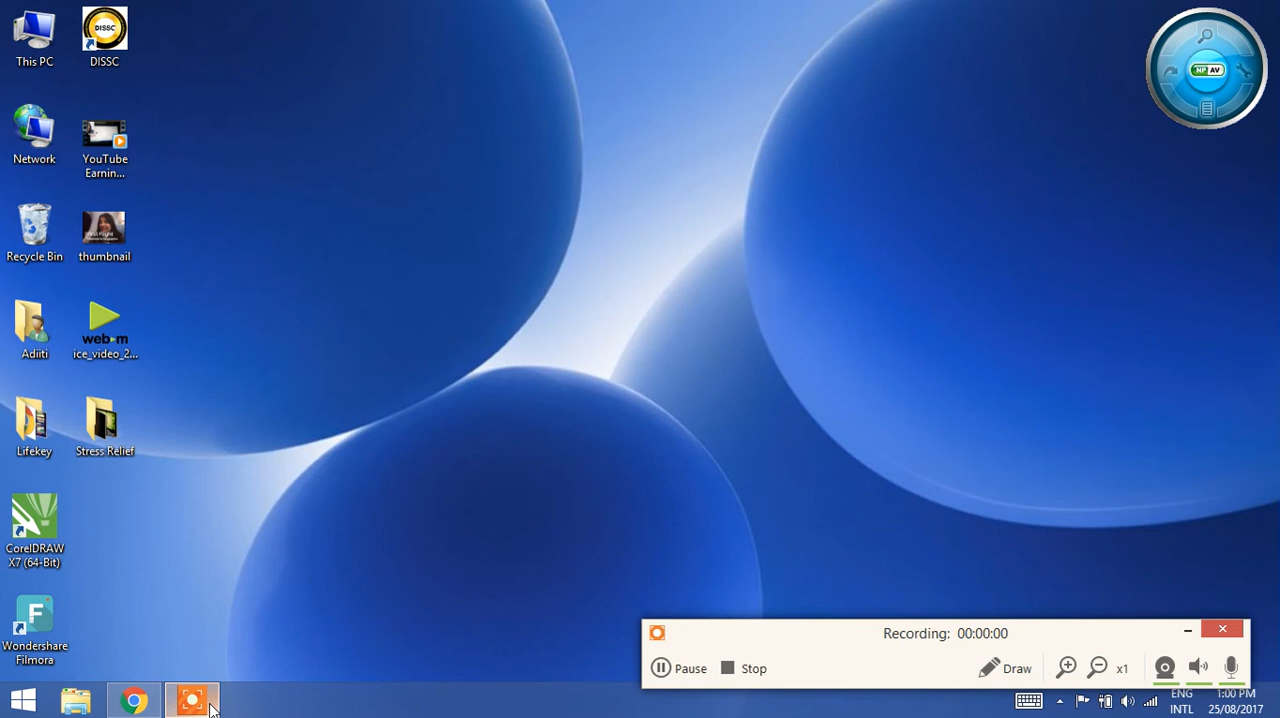 This PC
DISSC
DISSC
NP AV
Network
YouTube
Earnin...
Recycle Bin
thumbnail
Adiiti
web-m
ice_video_2...
Lifekey
Stress Relief
CorelDRAW
X7 (64-Bit)
F
Wondershare
Filmora
Recording: 00:00:00
Pause
Stop
Draw
x1
ENG
INTL
1:00 PM
25/08/2017